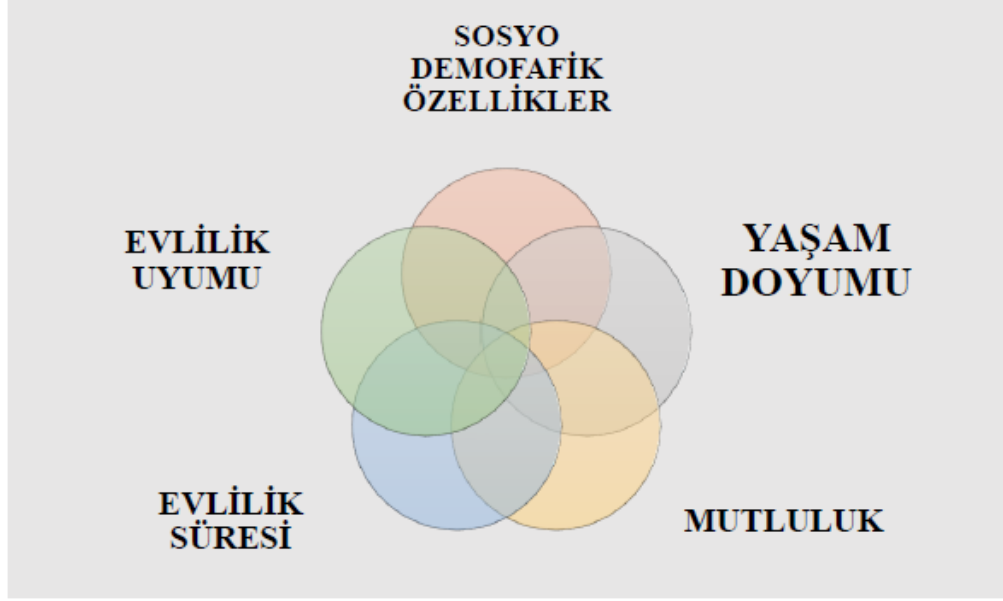 SOSYO
DEMOFAFİK
ÖZELLİKLER
EVLİLİK
UYUMU
YAŞAM
DOYUMU
EVLİLİK
SÜRESİ
MUTLULUK